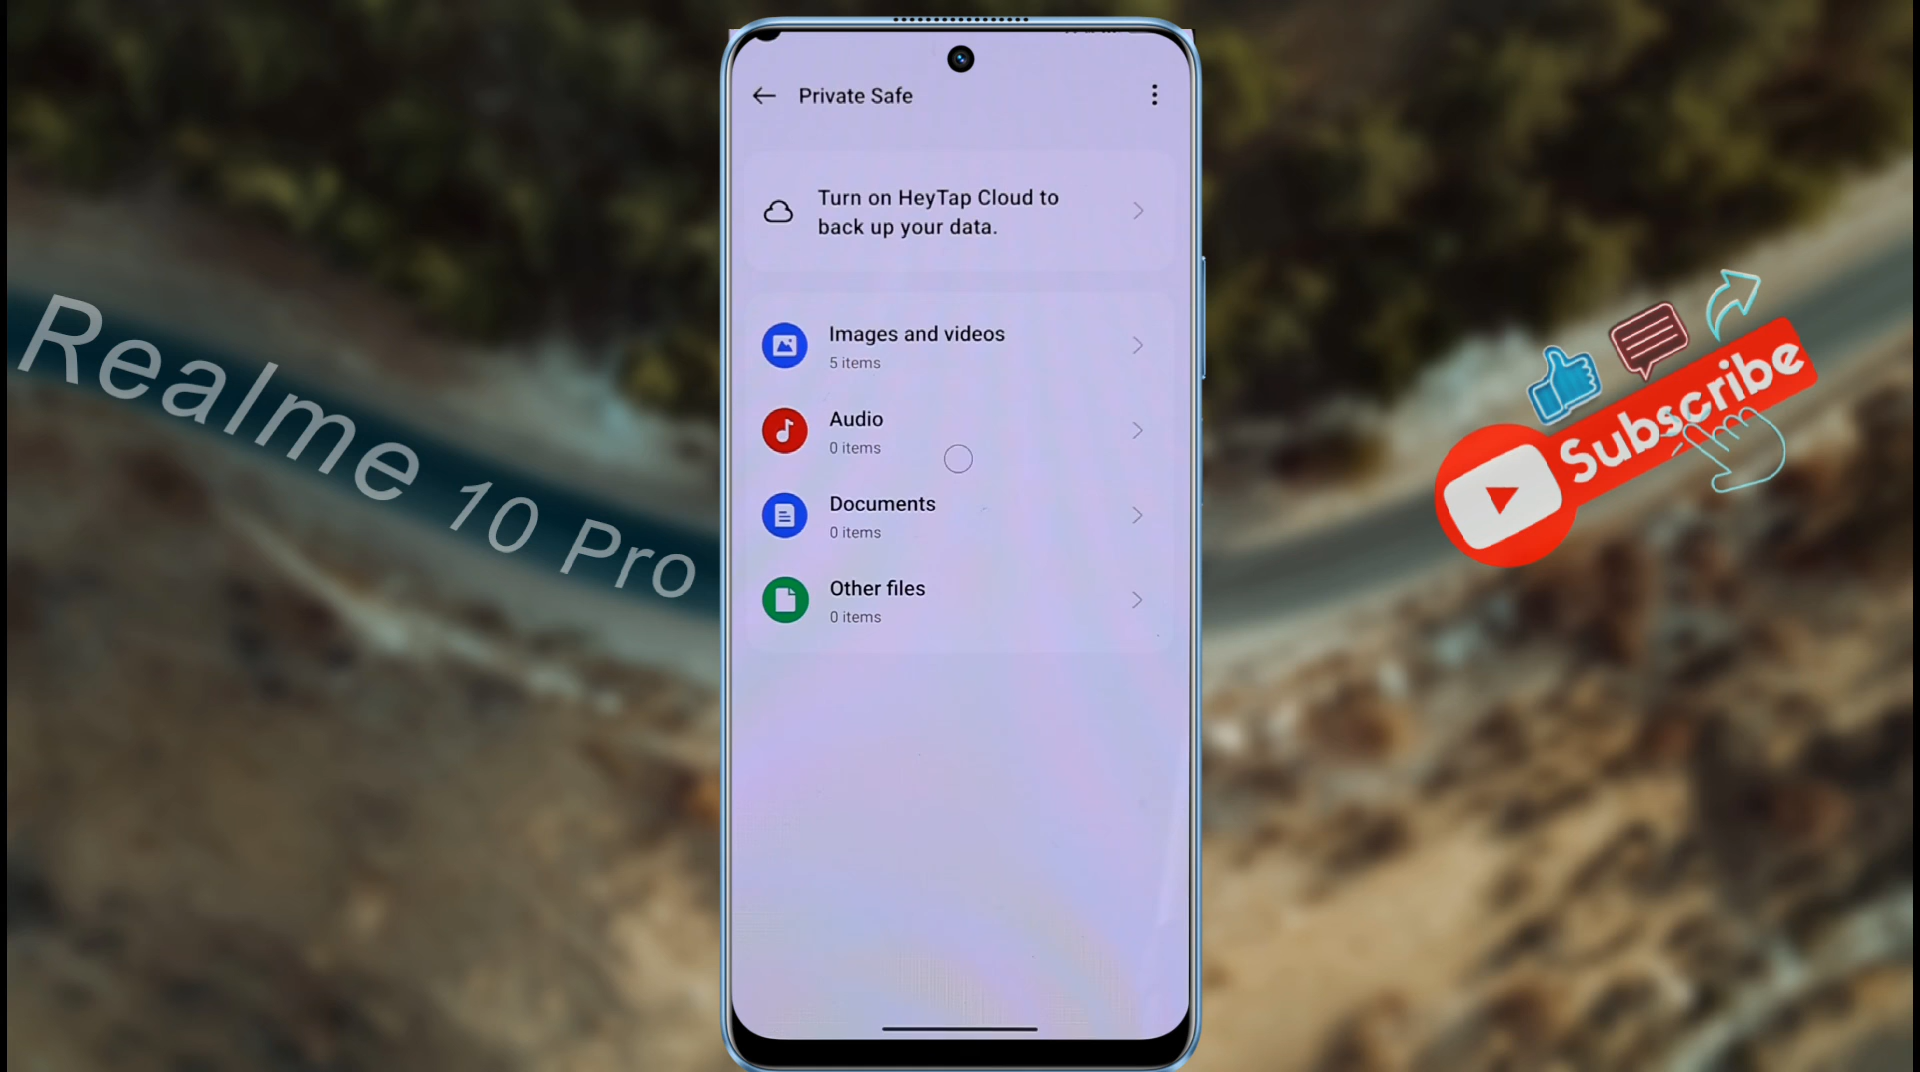 Private Safe
Turn on HeyTap Cloud to
back up your data.
Images and videos
5 items
Audio
0 items
Documents
0 items
Other files
0 items
Realme 10 Pro
Subscribe